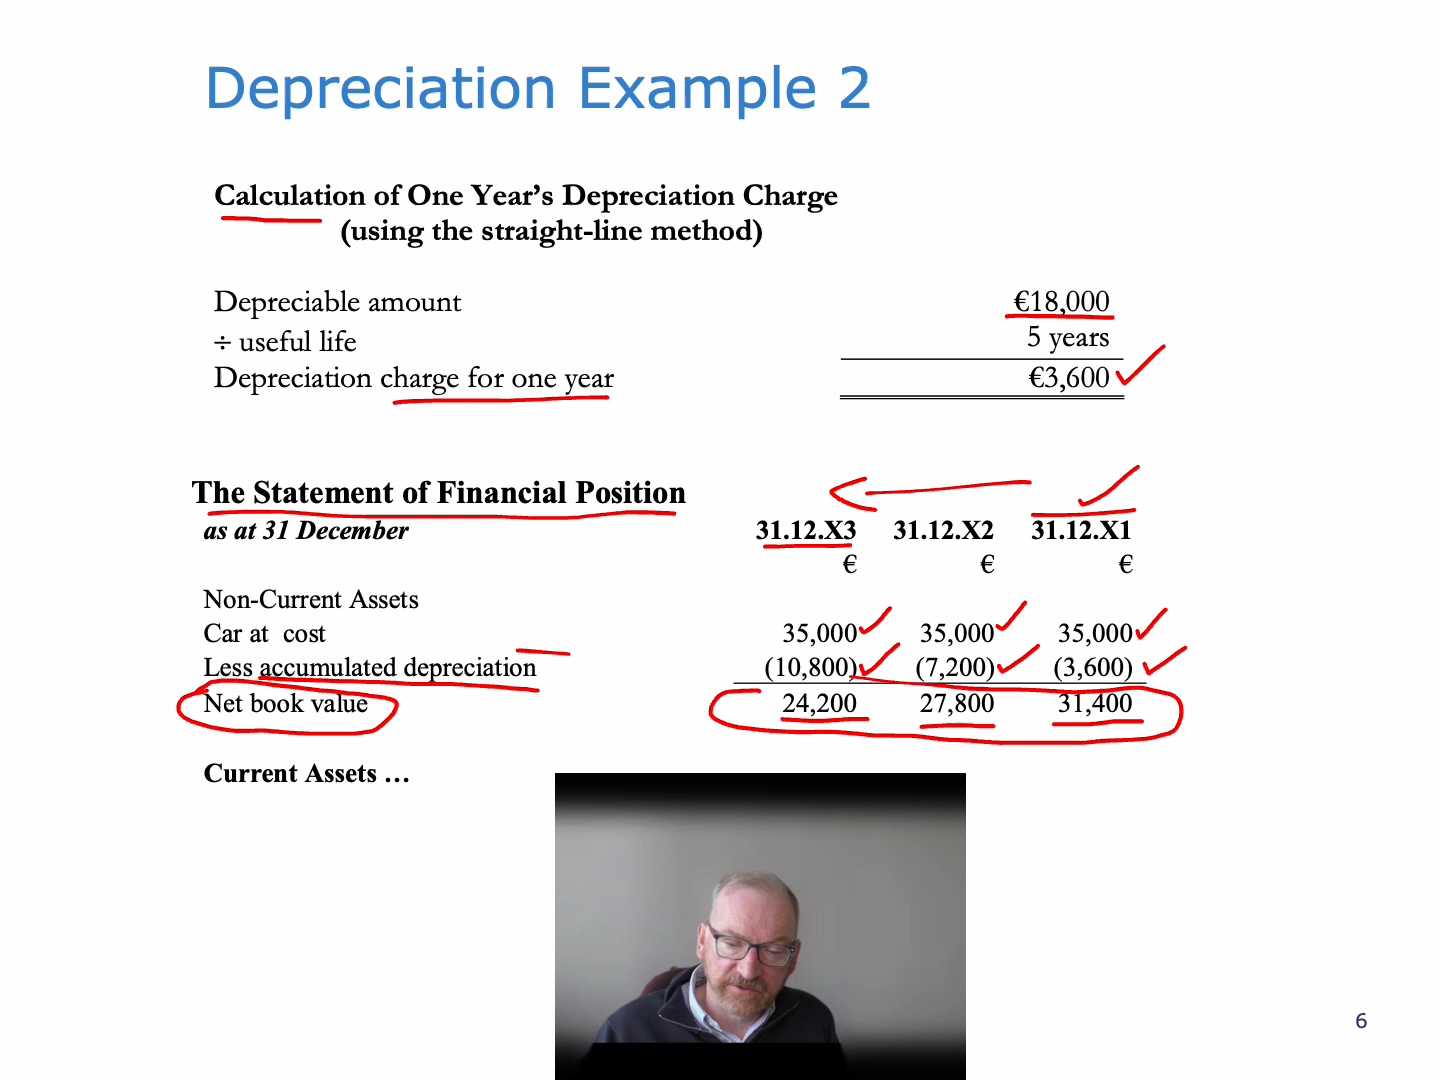 Depreciation Example 2
Calculation of One Year’s Depreciation Charge
(using the straight-line method)
Depreciable amount €18,000
÷ useful life 5 years
Depreciation charge for one year €3,600
The Statement of Financial Position
as at 31 December 31.12.X3 31.12.X2 31.12.X1
€ € €
Non-Current Assets
Car at cost 35,000 35,000 35,000
Less accumulated depreciation (10,800) (7,200) (3,600)
Net book value 24,200 27,800 31,400
Current Assets …
6